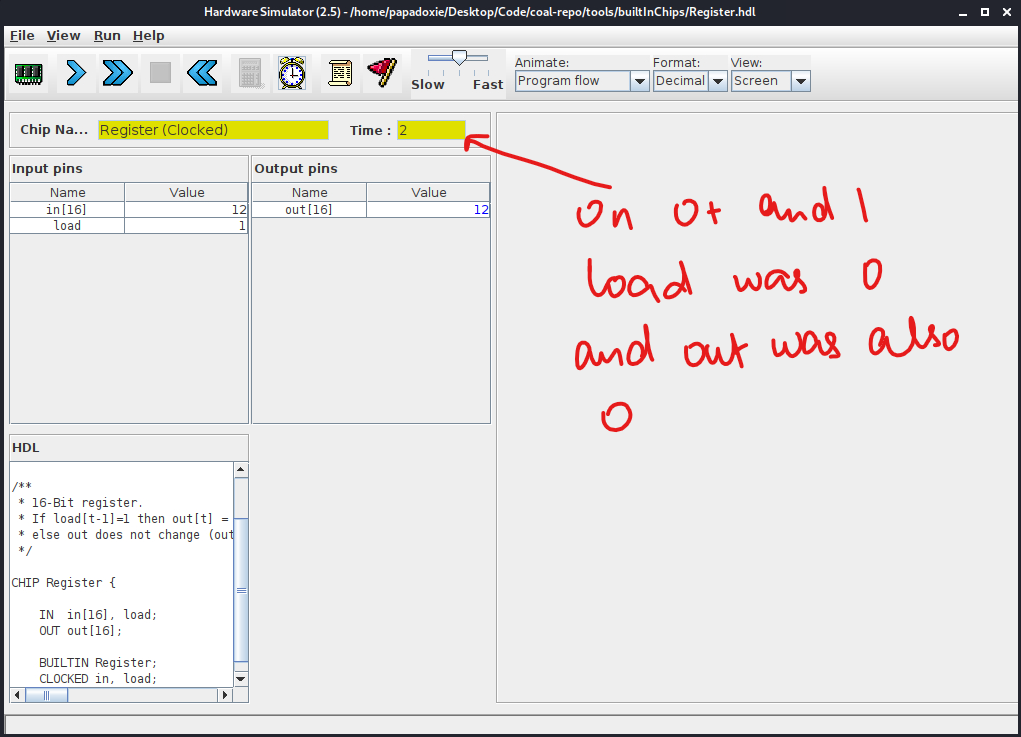 Hardware Simulator (2.5) - /home/papadoxie/Desktop/Code/coal-repo/tools/builtInChips/Register.hdl
File View Run Help
Slow Fast
Animate: Format: View:
Program flow Decimal Screen
Chip Na... Register (Clocked) Time : 2
Input pins Output pins
Name Value Name Value
in[16] 12 out[16] 12
load 1
On 0+ and 1
load was 0
and out was also
0
HDL
/**
* 16-Bit register.
* If load[t-1]=1 then out[t] =
* else out does not change (out
*/
CHIP Register {
IN in[16], load;
OUT out[16];
BUILTIN Register;
CLOCKED in, load;